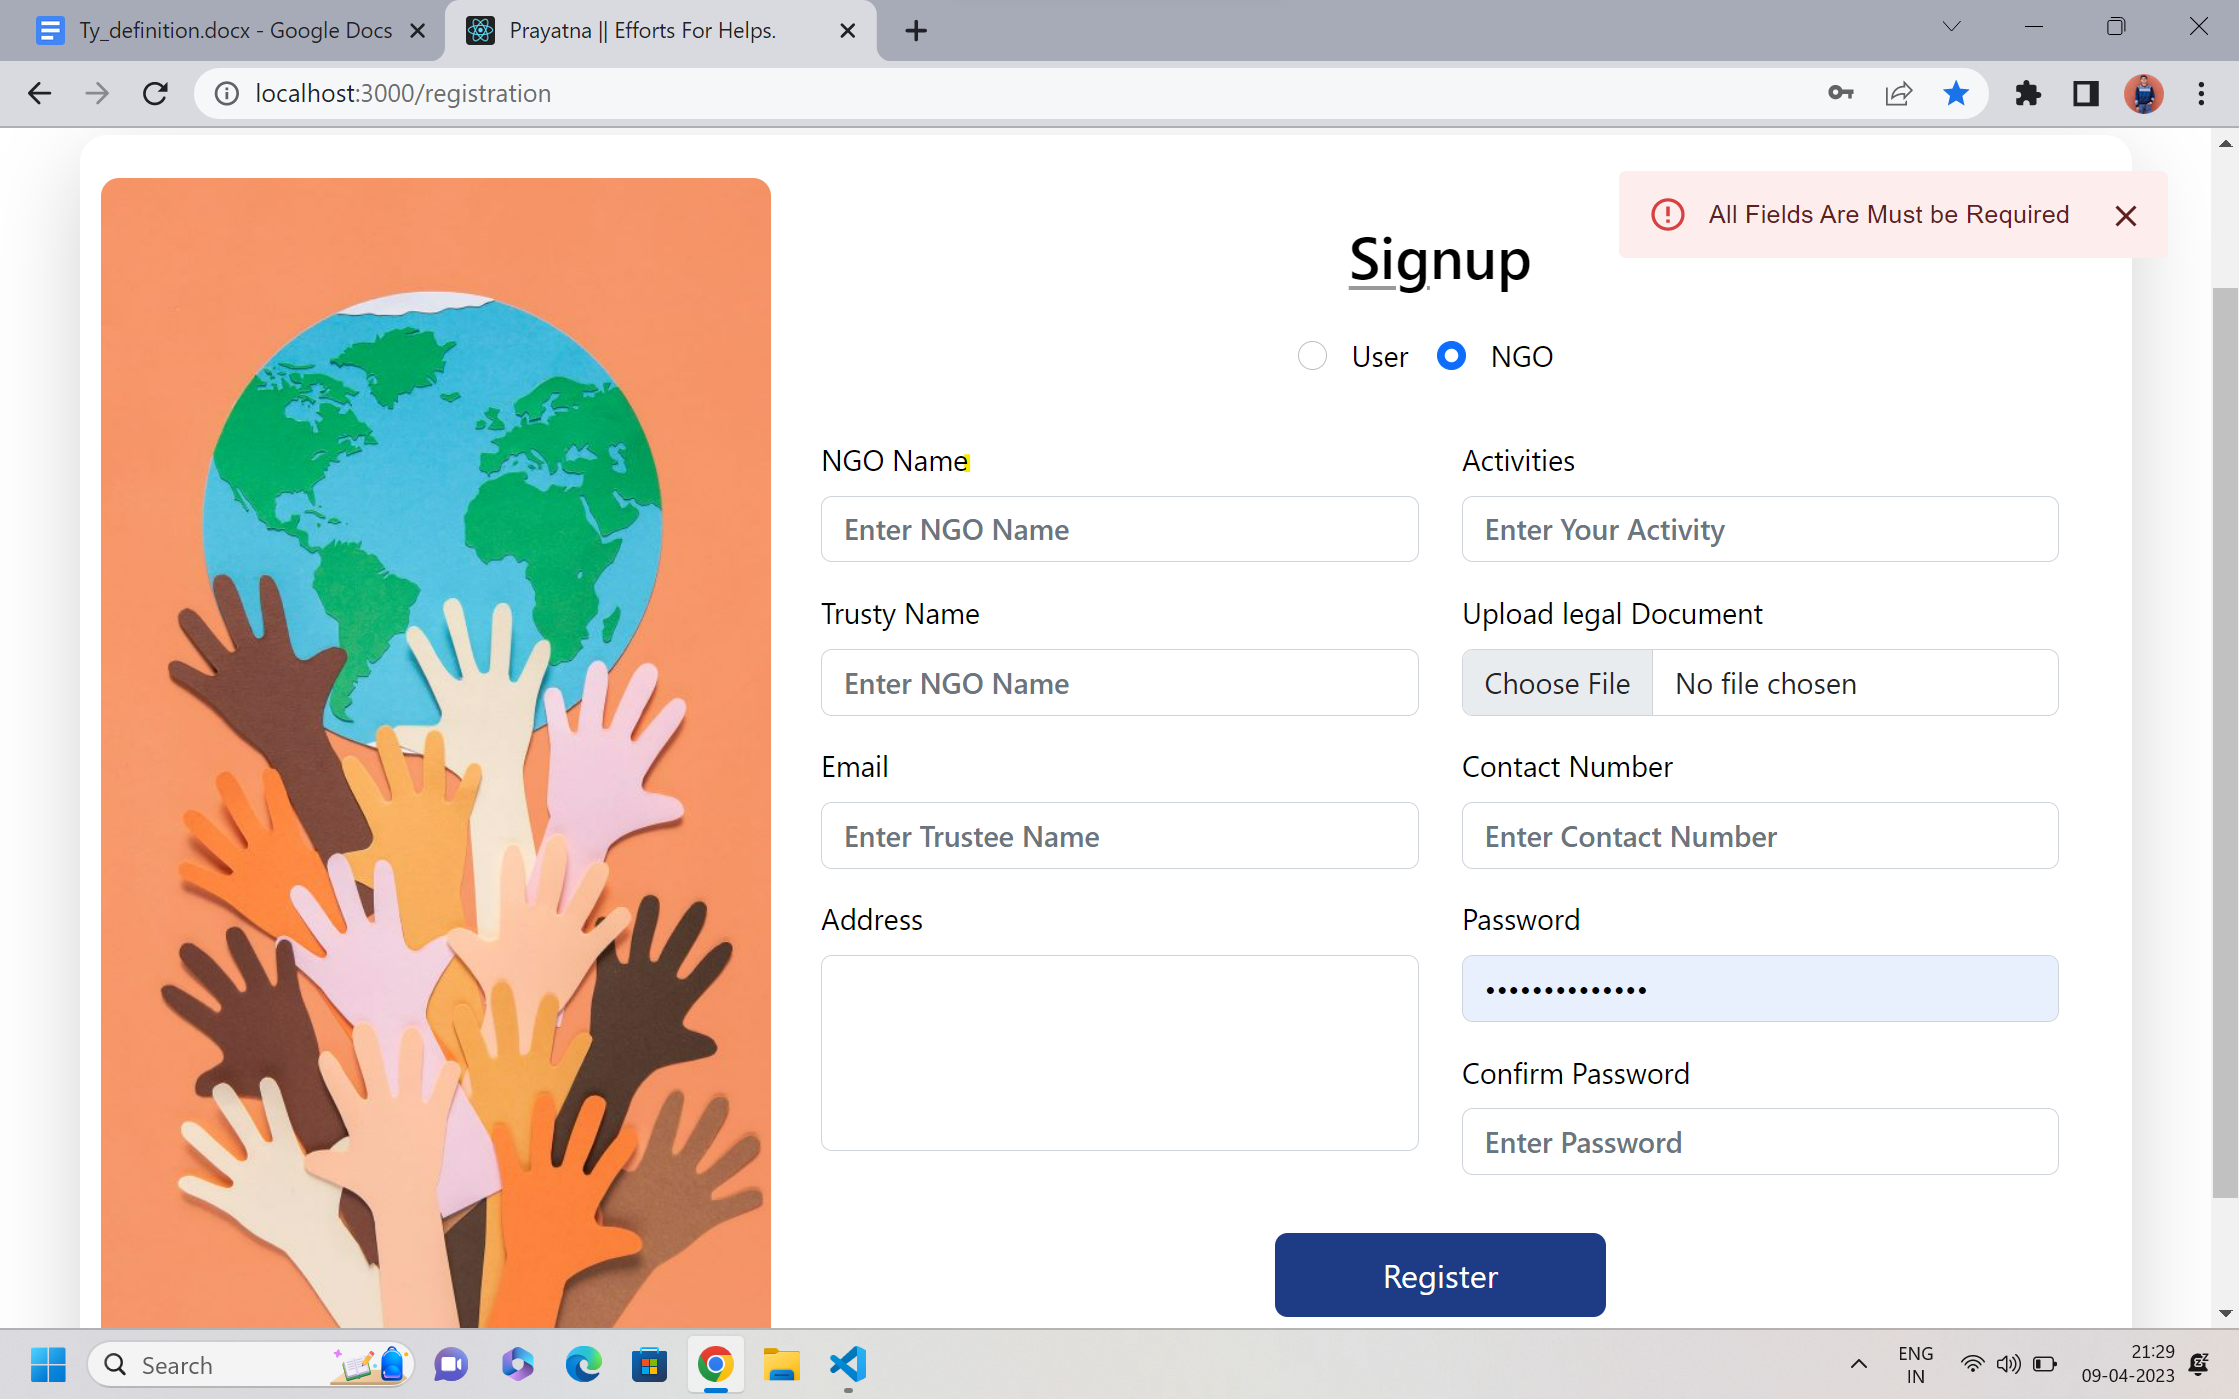 Ty_definition.docx - Google Docs
Prayatna || Efforts For Helps.
localhost:3000/registration
All Fields Are Must be Required
Signup
User
NGO
NGO Name
Activities
Enter NGO Name
Enter Your Activity
Trusty Name
Upload legal Document
Enter NGO Name
Choose File
No file chosen
Email
Contact Number
Enter Trustee Name
Enter Contact Number
Address
Password
••••••••••••••
Confirm Password
Enter Password
Register
Search
ENG
IN
21:29
09-04-2023